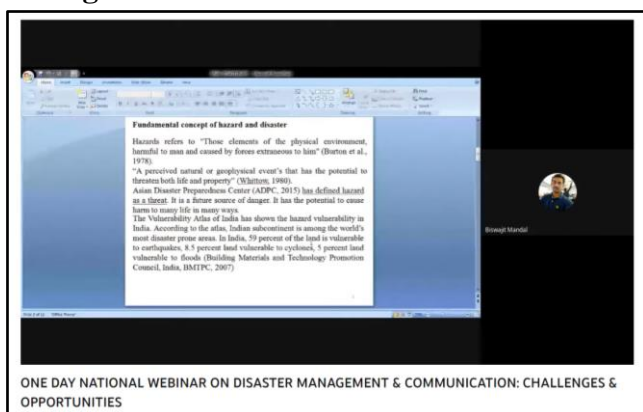 Fundamental concept of hazard and disaster
Hazards refers to "Those elements of the physical environment,
harmful to man and caused by forces extraneous to him" (Burton et al.,
1978).
"A perceived natural or geophysical event's that has the potential to
threaten both life and property" (Whittow, 1980).
Asian Disaster Preparedness Center (ADPC, 2015) has defined hazard
as a threat. It is a future source of danger. It has the potential to cause
harm to many life in many ways.
The Vulnerability Atlas of India has shown the hazard vulnerability in
India. According to the atlas, Indian subcontinent is among the world's
most disaster prone areas. In India, 59 percent of the land is vulnerable
to earthquakes, 8.5 percent land vulnerable to cyclones, 5 percent land
vulnerable to floods (Building Materials and Technology Promotion
Council, India, BMTPC, 2007)
Biswajit Mandal
ONE DAY NATIONAL WEBINAR ON DISASTER MANAGEMENT & COMMUNICATION: CHALLENGES &
OPPORTUNITIES